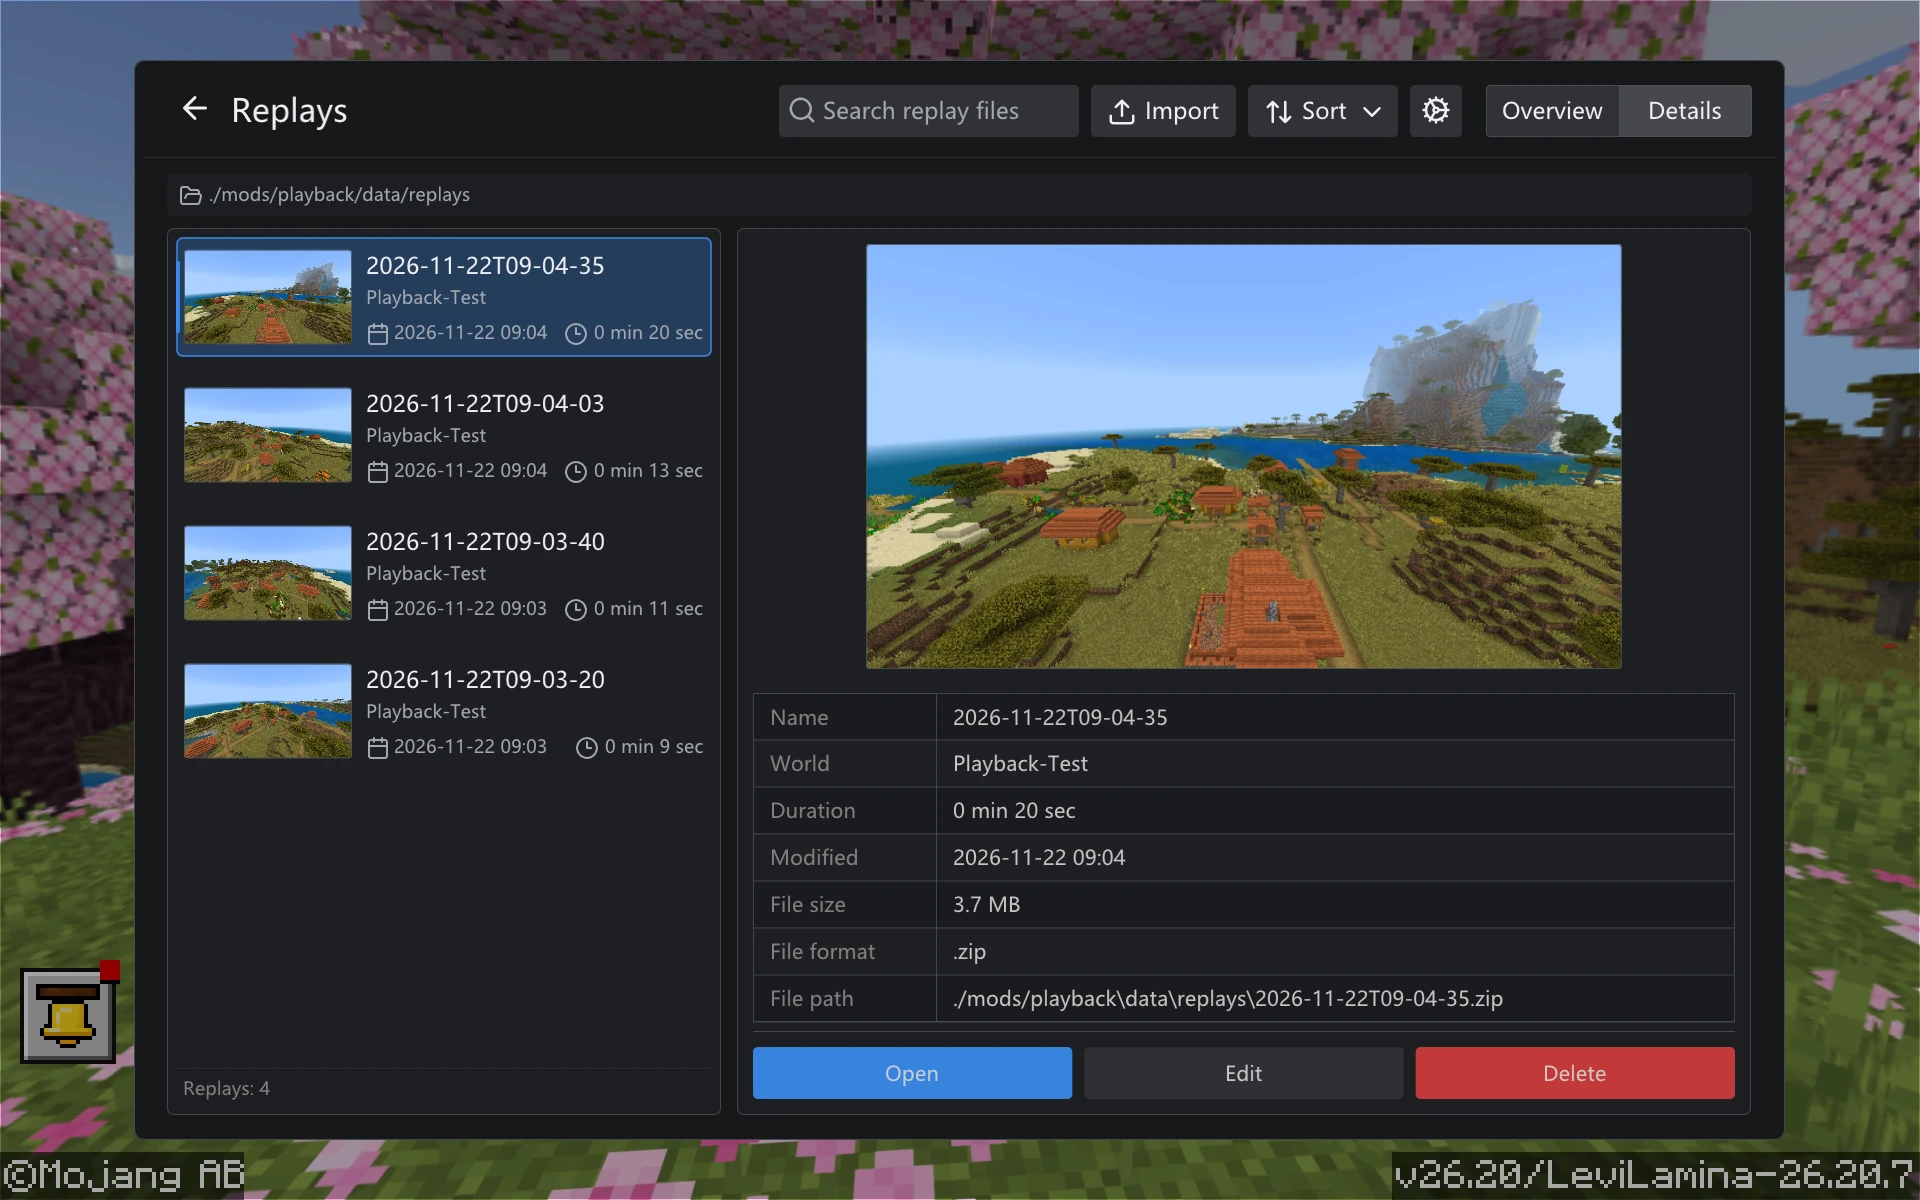 Replays
Search replay files
Import
Sort
Overview
Details
./mods/playback/data/replays
2026-11-22T09-04-35
Playback-Test
2026-11-22 09:04
0 min 20 sec
2026-11-22T09-04-03
Playback-Test
2026-11-22 09:04
0 min 13 sec
2026-11-22T09-03-40
Playback-Test
2026-11-22 09:03
0 min 11 sec
2026-11-22T09-03-20
Playback-Test
2026-11-22 09:03
0 min 9 sec
Replays: 4
Name
2026-11-22T09-04-35
World
Playback-Test
Duration
0 min 20 sec
Modified
2026-11-22 09:04
File size
3.7 MB
File format
.zip
File path
./mods/playback\data\replays\2026-11-22T09-04-35.zip
Open
Edit
Delete
©Mojang AB
v26.20/LeviLamina-26.20.7